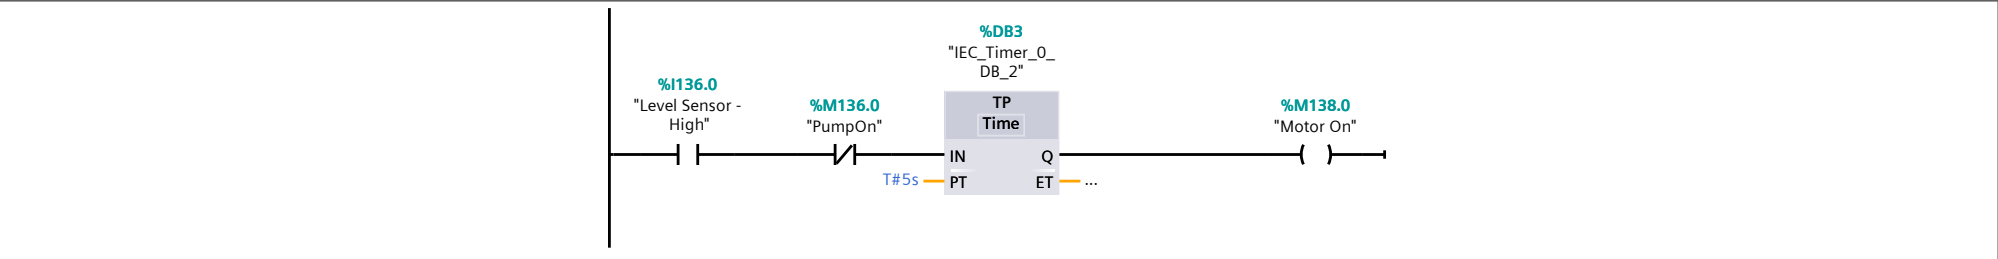 %DB3
"IEC_Timer_0_
DB_2"
%I136.0
"Level Sensor -
High"
%M136.0
"PumpOn"
TP
Time
%M138.0
"Motor On"
IN
Q
T#5s
PT
ET
...